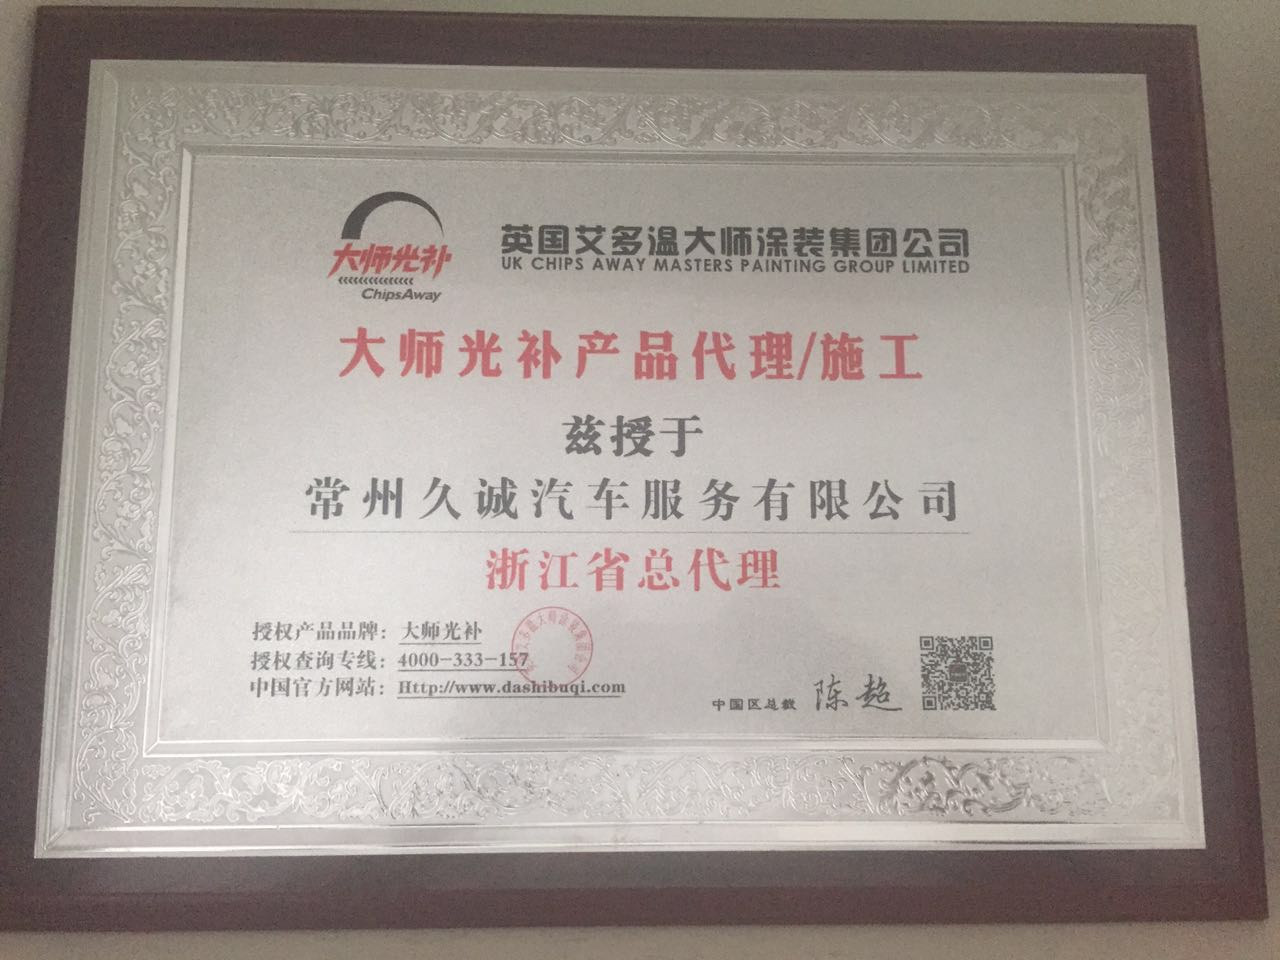 大师光补
ChipsAway
英国艾多温大师涂装集团公司
UK CHIPS AWAY MASTERS PAINTING GROUP LIMITED
大师光补产品代理/施工
兹授于
常州久诚汽车服务有限公司
浙江省总代理
授权产品品牌：大师光补
授权查询专线：4000-333-157
中国官方网站：Http://www.dashibuqi.com
中国区总裁 陈超